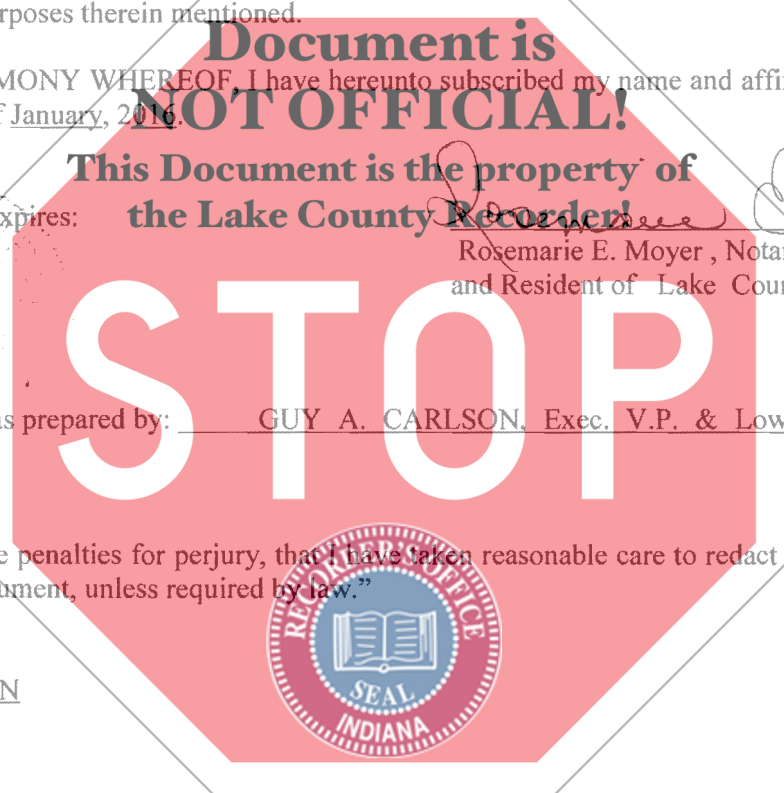 rposes therein mentioned.
Document is
MONY WHEREOF, I have hereunto subscribed my name and affi
f January, 2016.
NOT OFFICIAL!
This Document is the property of
xpires:
the Lake County Recorder!
Rosemarie
Rosemarie E. Moyer , Nota
and Resident of Lake Cou
STOP
as prepared by: GUY A. CARLSON, Exec. V.P. & Low
e penalties for perjury, that I have taken reasonable care to redact
ument, unless required by law.”
RECORDER'S OFFICE
SEAL
INDIANA
N